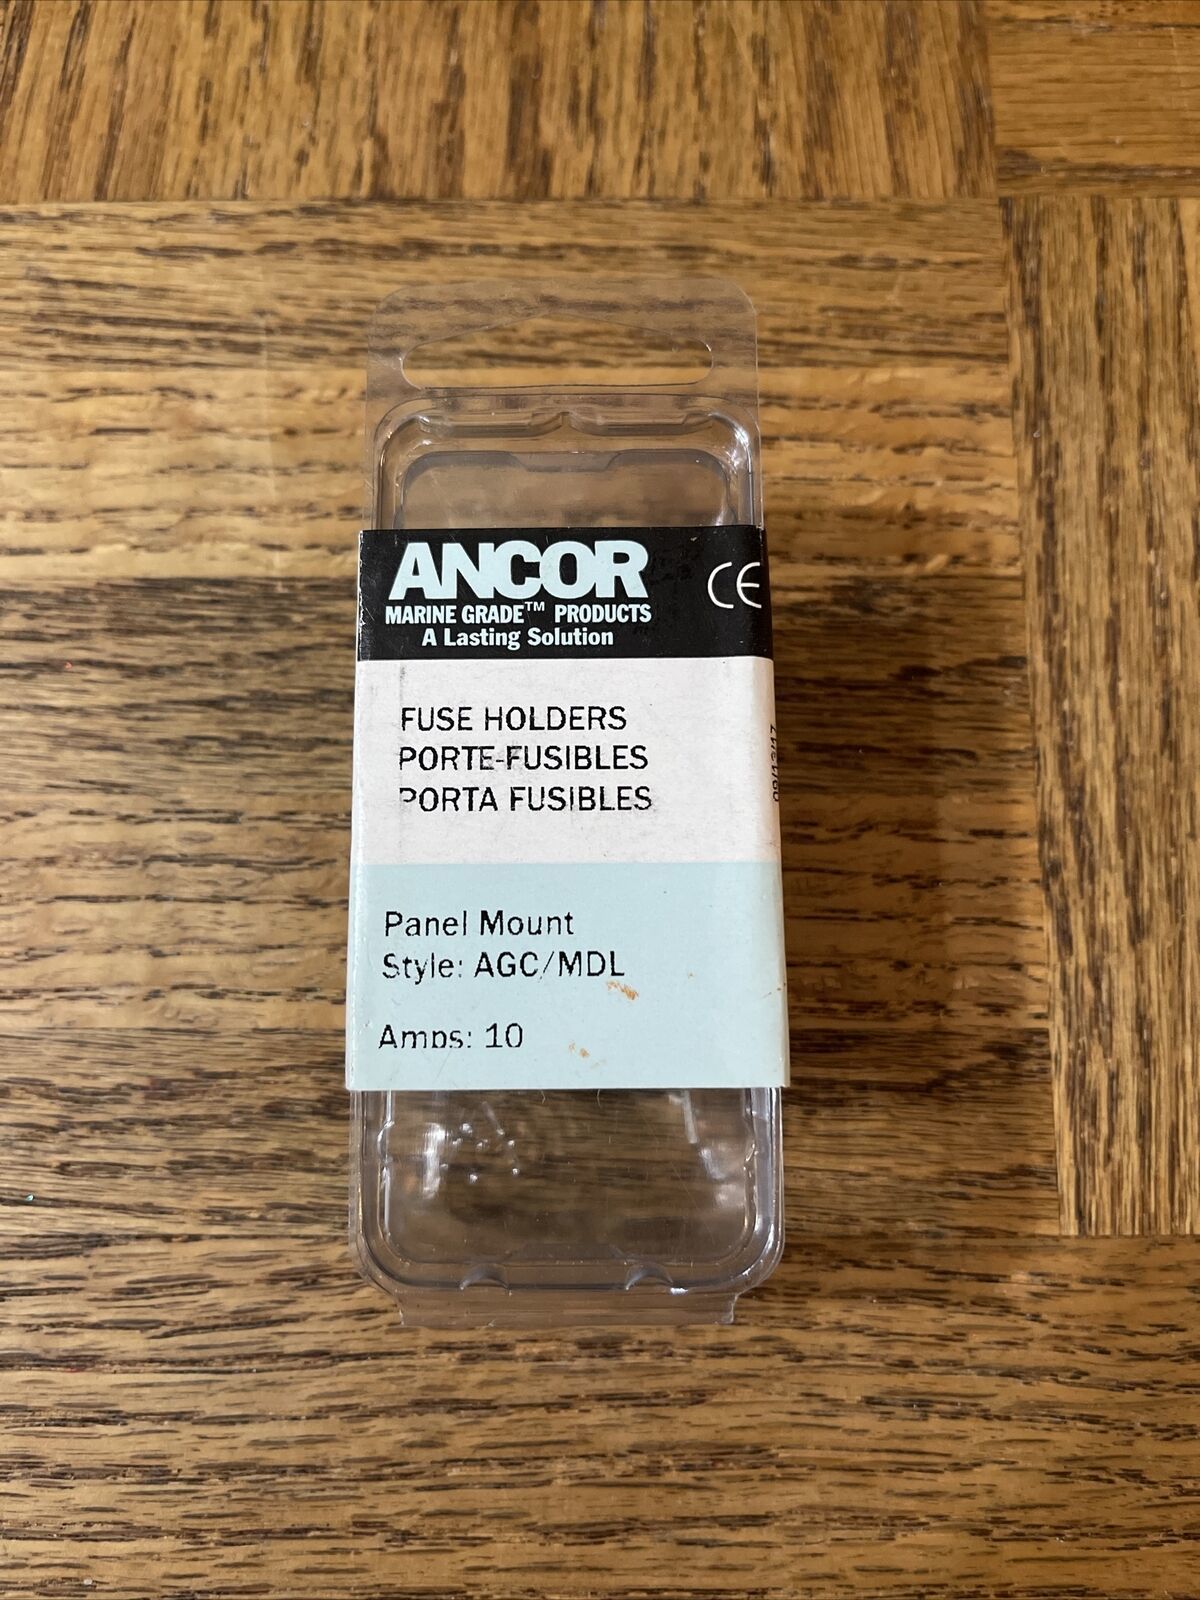 ANCOR
MARINE GRADE™ PRODUCTS
A Lasting Solution
CE
FUSE HOLDERS
PORTE-FUSIBLES
PORTA FUSIBLES
Panel Mount
Style: AGC/MDL
Amps: 10